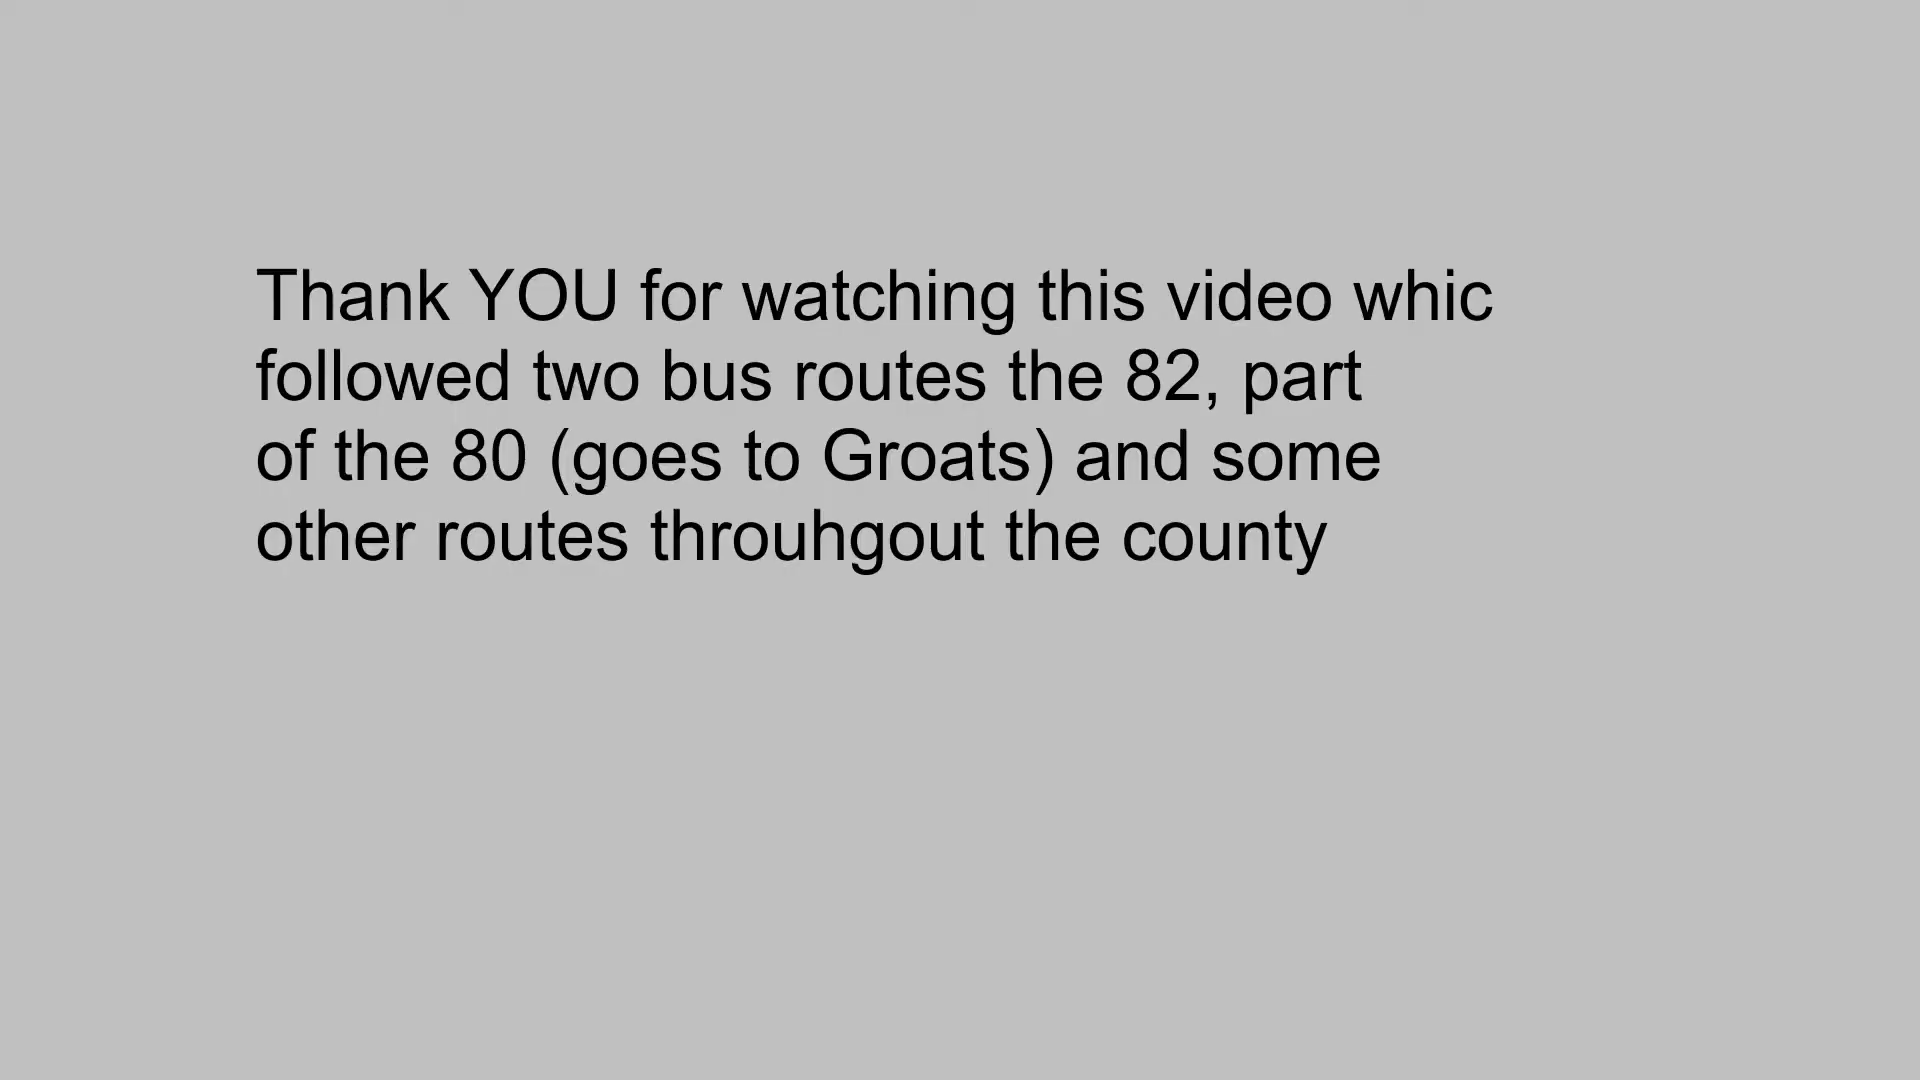 Thank YOU for watching this video whic
followed two bus routes the 82, part
of the 80 (goes to Groats) and some
other routes throuhgout the county